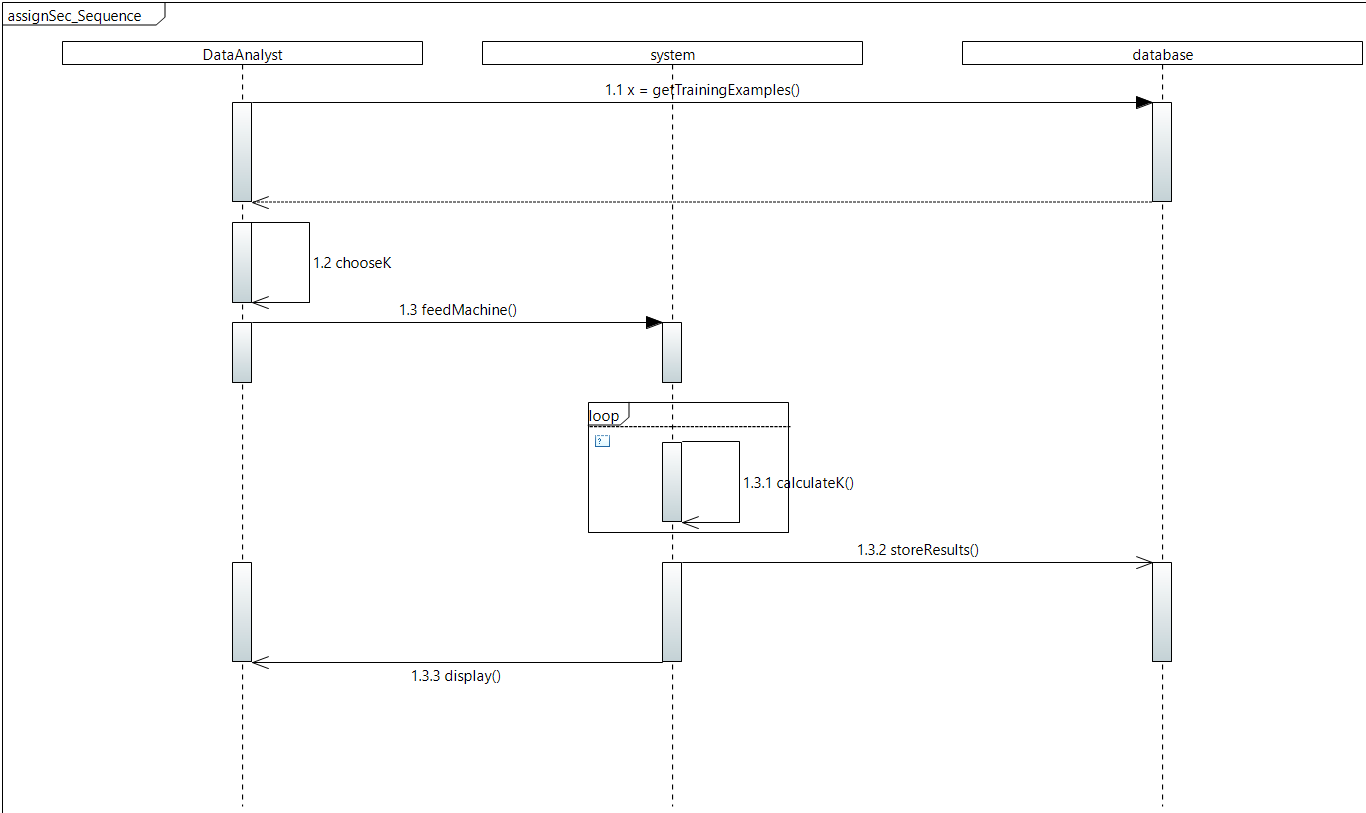 assignSec_Sequence
DataAnalyst
system
database
1.1 x = getTrainingExamples()
1.2 chooseK
1.3 feedMachine()
loop
?
1.3.1 calculateK()
1.3.2 storeResults()
1.3.3 display()